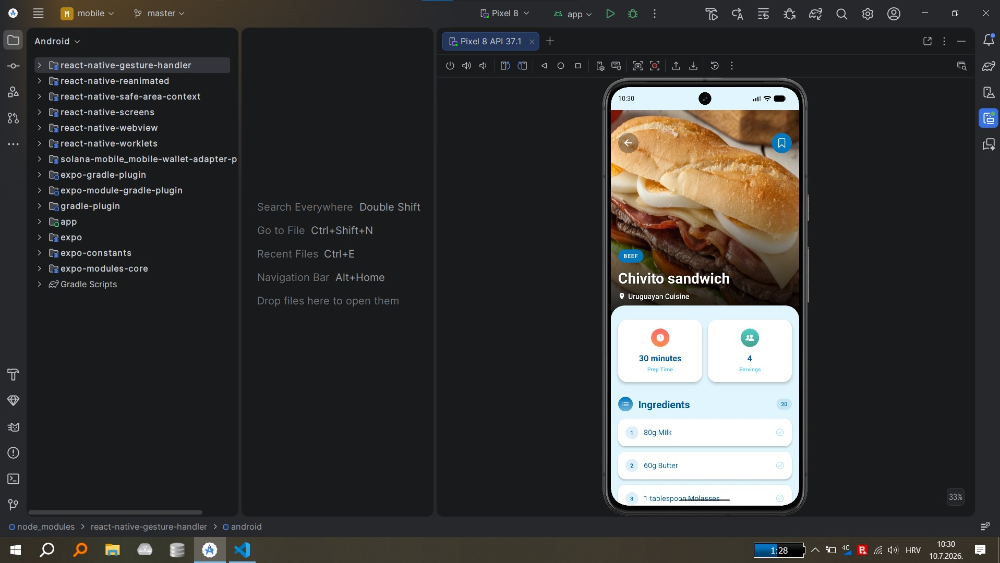 M mobile
master
Pixel 8
app
Android
react-native-gesture-handler
react-native-reanimated
react-native-safe-area-context
react-native-screens
react-native-webview
react-native-worklets
solana-mobile_mobile-wallet-adapter-p
expo-gradle-plugin
expo-module-gradle-plugin
gradle-plugin
app
expo
expo-constants
expo-modules-core
Gradle Scripts
Search Everywhere Double Shift
Go to File Ctrl+Shift+N
Recent Files Ctrl+E
Navigation Bar Alt+Home
Drop files here to open them
Pixel 8 API 37.1
10:30
BEEF
Chivito sandwich
Uruguayan Cuisine
30 minutes
Prep Time
4
Servings
Ingredients
20
1 80g Milk
2 60g Butter
3 1 tablespoon Molasses
33%
node_modules > react-native-gesture-handler > android
1:28
40
HRV
10:30
10.7.2026.